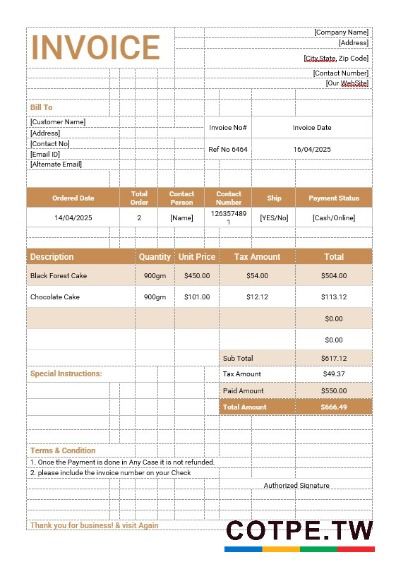 INVOICE
[Company Name]
[Address]
[City,State, Zip Code]
[Contact Number]
[Our WebSite]
Bill To
[Customer Name]
[Address]
[Contact No]
[Email ID]
[Alternate Email]
Invoice No# Invoice Date
Ref No 6464 16/04/2025
Ordered Date Total Order Contact Person Contact Number Ship Payment Status
14/04/2025 2 [Name] 126357489 1 [YES/No] [Cash/Online]
Description Quantity Unit Price Tax Amount Total
Black Forest Cake 900gm $450.00 $54.00 $504.00
Chocolate Cake 900gm $101.00 $12.12 $113.12
$0.00
$0.00
Sub Total $617.12
Special Instructions: Tax Amount $49.37
Paid Amount $550.00
Total Amount $666.49
Terms & Condition
1. Once the Payment is done in Any Case it is not refunded.
2. please include the invoice number on your Check
Authorized Signature
Thank you for business! & visit Again
COTPE.TW